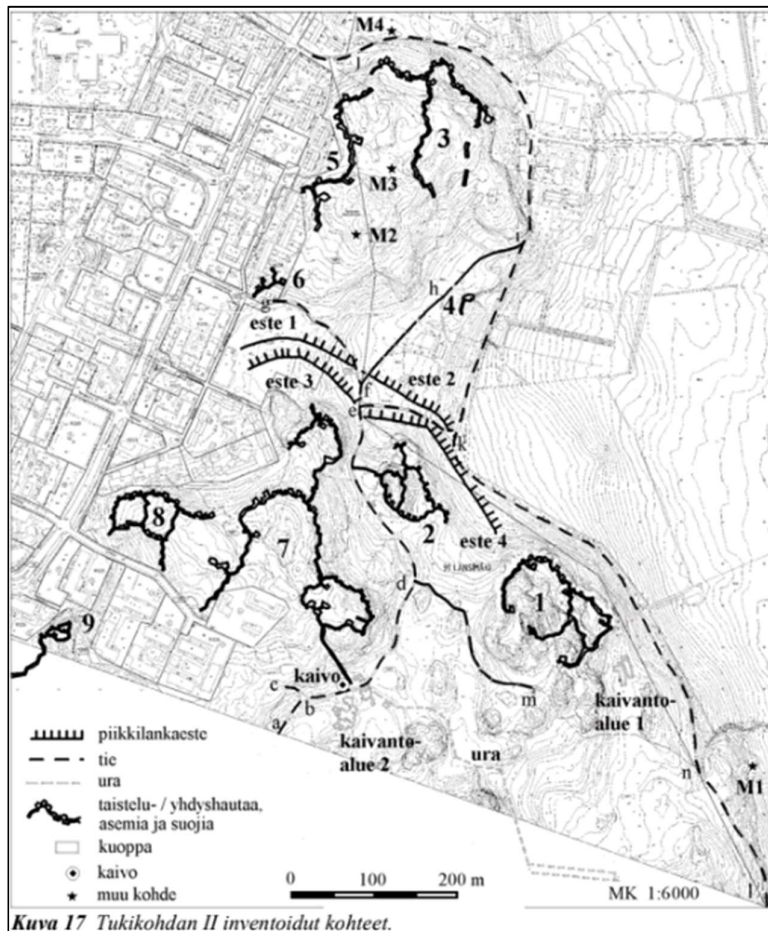 M4
j
3
5
M3
M2
i
6
g
h
4
este 1
este 2
f
este 3
e
k
8
7
2
este 4
LÄNSIMÄKI
d
1
9
kaivo
c
b
m
a
kaivanto-
alue 1
kaivanto-
alue 2
ura
n
M1
l
piikkilankaeste
tie
ura
taistelu- / yhdyshautaa,
asemia ja suojia
kuoppa
kaivo
muu kohde
0 100 200 m
MK 1:6000
Kuva 17 Tukikohdan II inventoidut kohteet.